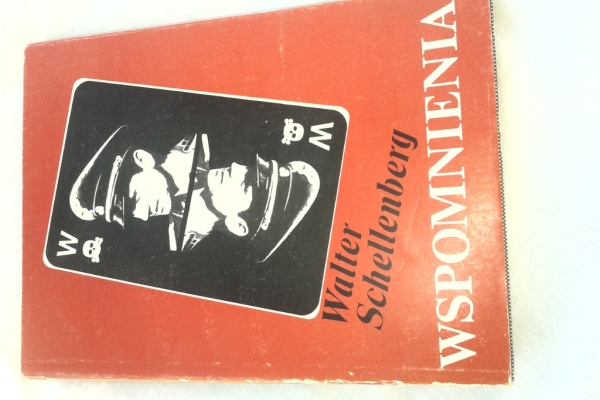 W
W
Walter
Schellenberg
WSPOMNIENIA